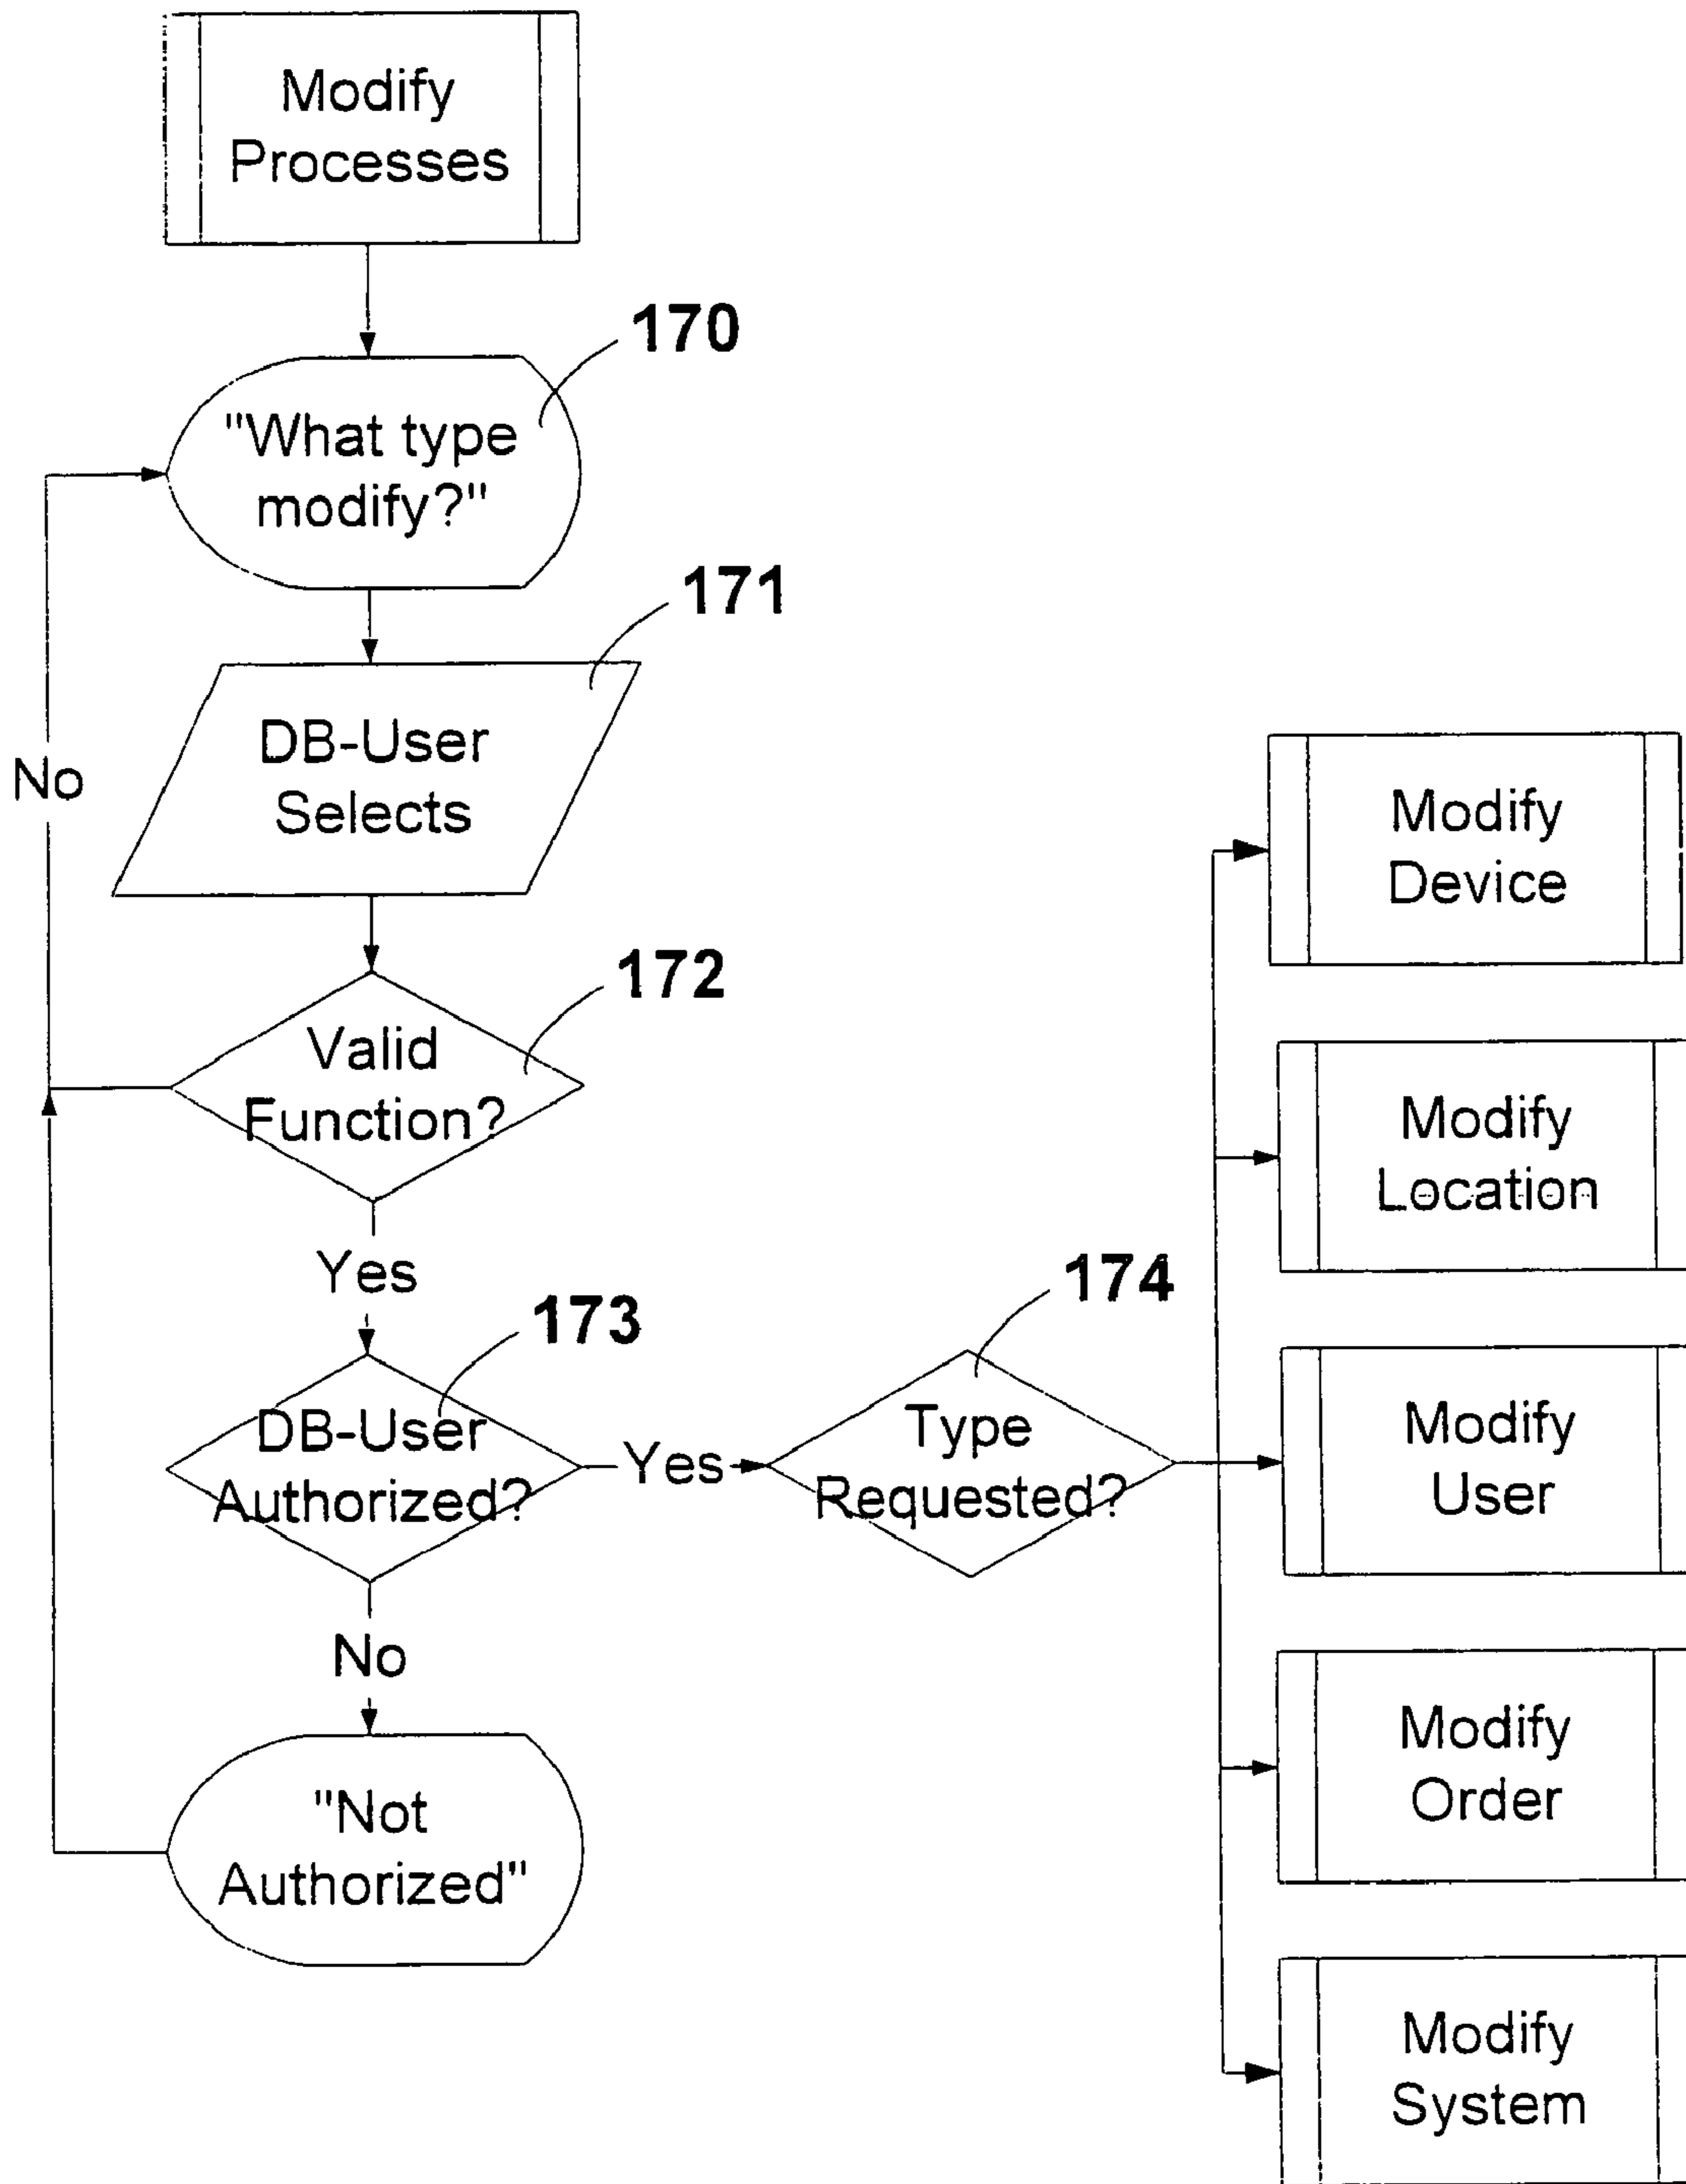 Modify
Processes
170
"What type
modify?"
171
DB-User
Selects
No
172
Valid
Function?
Yes
173
DB-User
Authorized?
Yes
174
Type
Requested?
No
"Not
Authorized"
Modify
Device
Modify
Location
Modify
User
Modify
Order
Modify
System